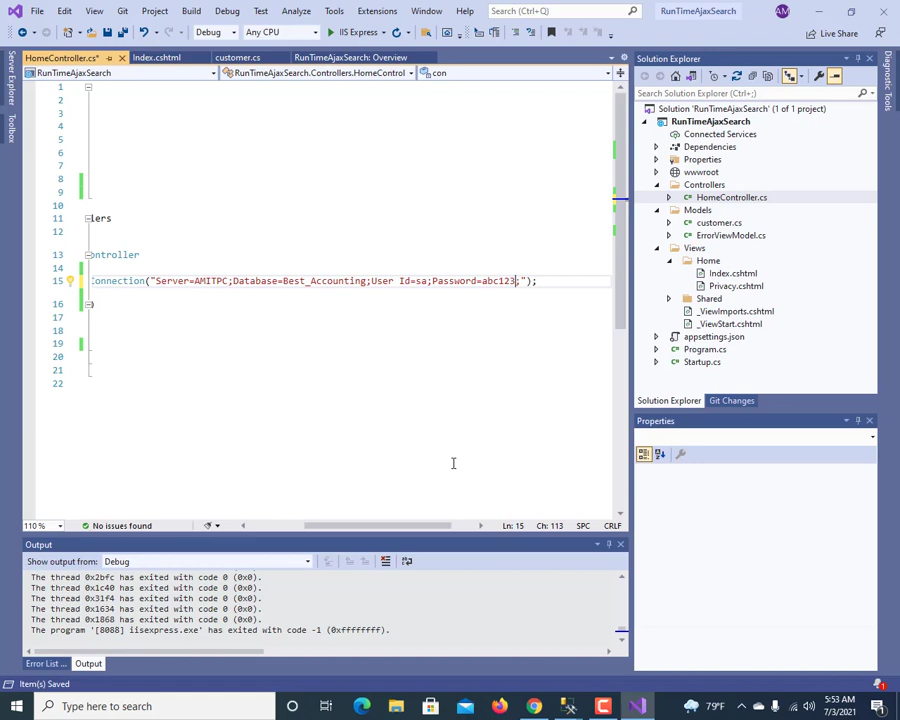 File Edit View Git Project Build Debug Test Analyze Tools Extensions Window Help Search (Ctrl+Q) RunTimeAjaxSearch AM
Debug Any CPU IIS Express Live Share
HomeController.cs* Index.cshtml customer.cs RunTimeAjaxSearch: Overview
RunTimeAjaxSearch RunTimeAjaxSearch.Controllers.HomeControl con
Server Explorer
Toolbox
1
2
3
4
5
6
7
8
9
10
11 lers
12
13 ontroller
14
15 Connection("Server=AMITPC;Database=Best_Accounting;User Id=sa;Password=abc123;");
16 )
17
18
19
20
21
22
110 % No issues found Ln: 15 Ch: 113 SPC CRLF
Output
Show output from: Debug
The thread 0x2bfc has exited with code 0 (0x0).
The thread 0x1c40 has exited with code 0 (0x0).
The thread 0x31f4 has exited with code 0 (0x0).
The thread 0x1634 has exited with code 0 (0x0).
The thread 0x1868 has exited with code 0 (0x0).
The program '[8088] iisexpress.exe' has exited with code -1 (0xffffffff).
Error List ... Output
Solution Explorer
Search Solution Explorer (Ctrl+;)
Solution 'RunTimeAjaxSearch' (1 of 1 project)
RunTimeAjaxSearch
Connected Services
Dependencies
Properties
wwwroot
Controllers
HomeController.cs
Models
customer.cs
ErrorViewModel.cs
Views
Home
Index.cshtml
Privacy.cshtml
Shared
_ViewImports.cshtml
_ViewStart.cshtml
appsettings.json
Program.cs
Startup.cs
Solution Explorer Git Changes
Properties
Diagnostic Tools
Item(s) Saved 1
Type here to search 79°F 5:53 AM
7/3/2021